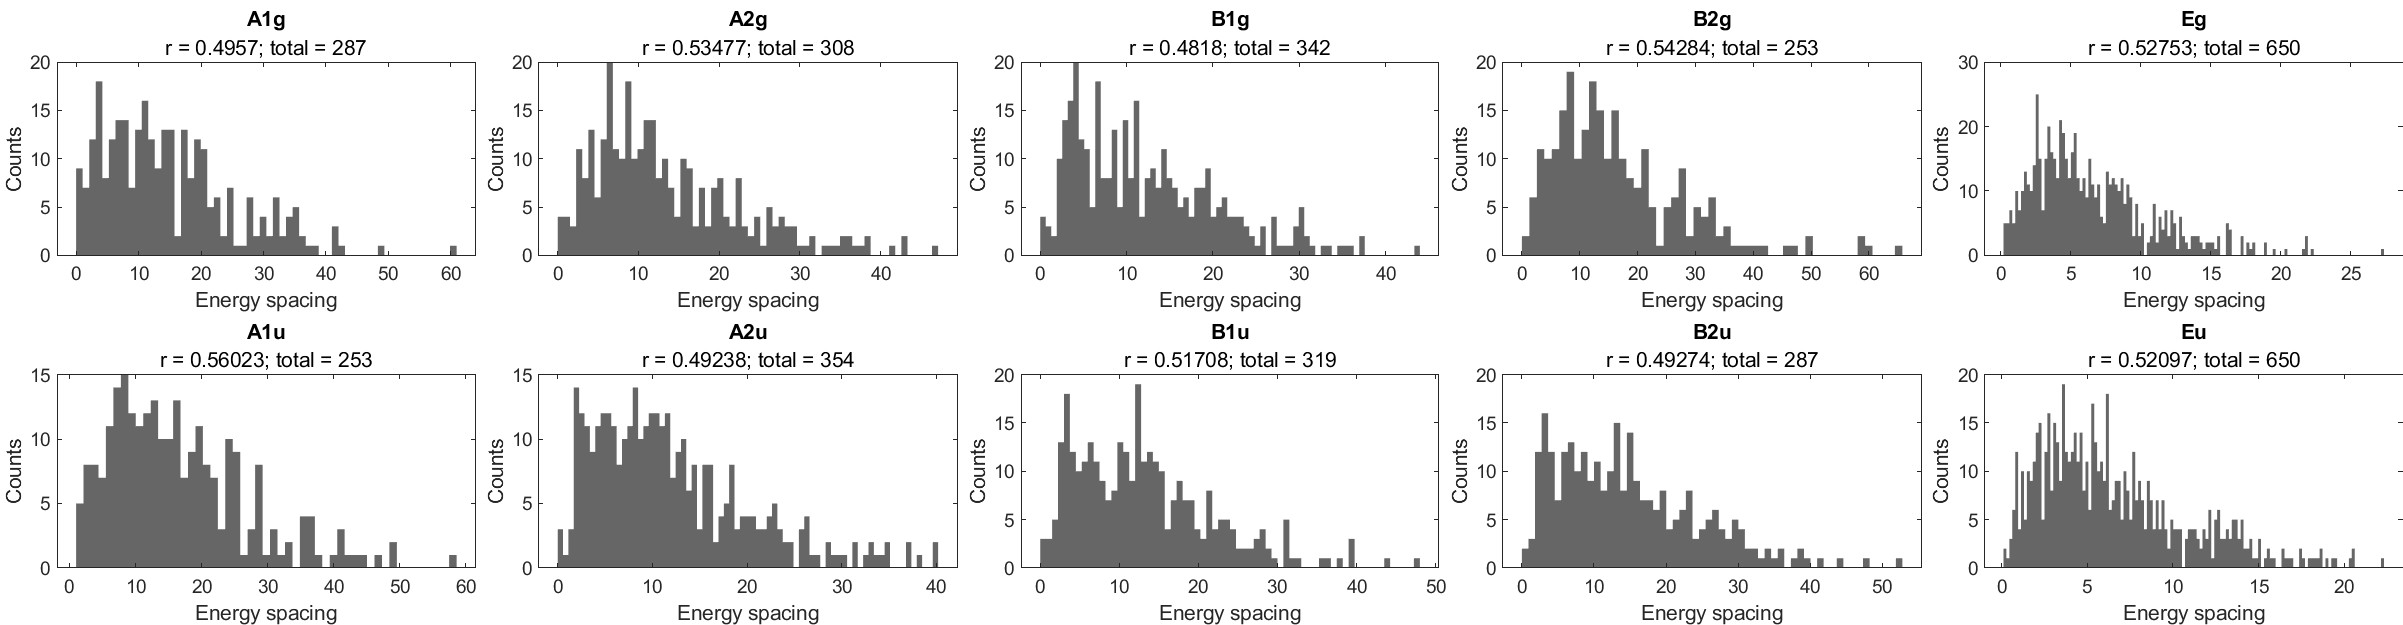 A1g
r = 0.4957; total = 287
20
15
10
5
0
Counts
0 10 20 30 40 50 60
Energy spacing
A2g
r = 0.53477; total = 308
20
15
10
5
0
Counts
0 10 20 30 40
Energy spacing
B1g
r = 0.4818; total = 342
20
15
10
5
0
Counts
0 10 20 30 40
Energy spacing
B2g
r = 0.54284; total = 253
20
15
10
5
0
Counts
0 10 20 30 40 50 60
Energy spacing
Eg
r = 0.52753; total = 650
30
20
10
0
Counts
0 5 10 15 20 25
Energy spacing
A1u
r = 0.56023; total = 253
15
10
5
0
Counts
0 10 20 30 40 50 60
Energy spacing
A2u
r = 0.49238; total = 354
15
10
5
0
Counts
0 10 20 30 40
Energy spacing
B1u
r = 0.51708; total = 319
20
15
10
5
0
Counts
0 10 20 30 40 50
Energy spacing
B2u
r = 0.49274; total = 287
20
15
10
5
0
Counts
0 10 20 30 40 50
Energy spacing
Eu
r = 0.52097; total = 650
20
15
10
5
0
Counts
0 5 10 15 20
Energy spacing